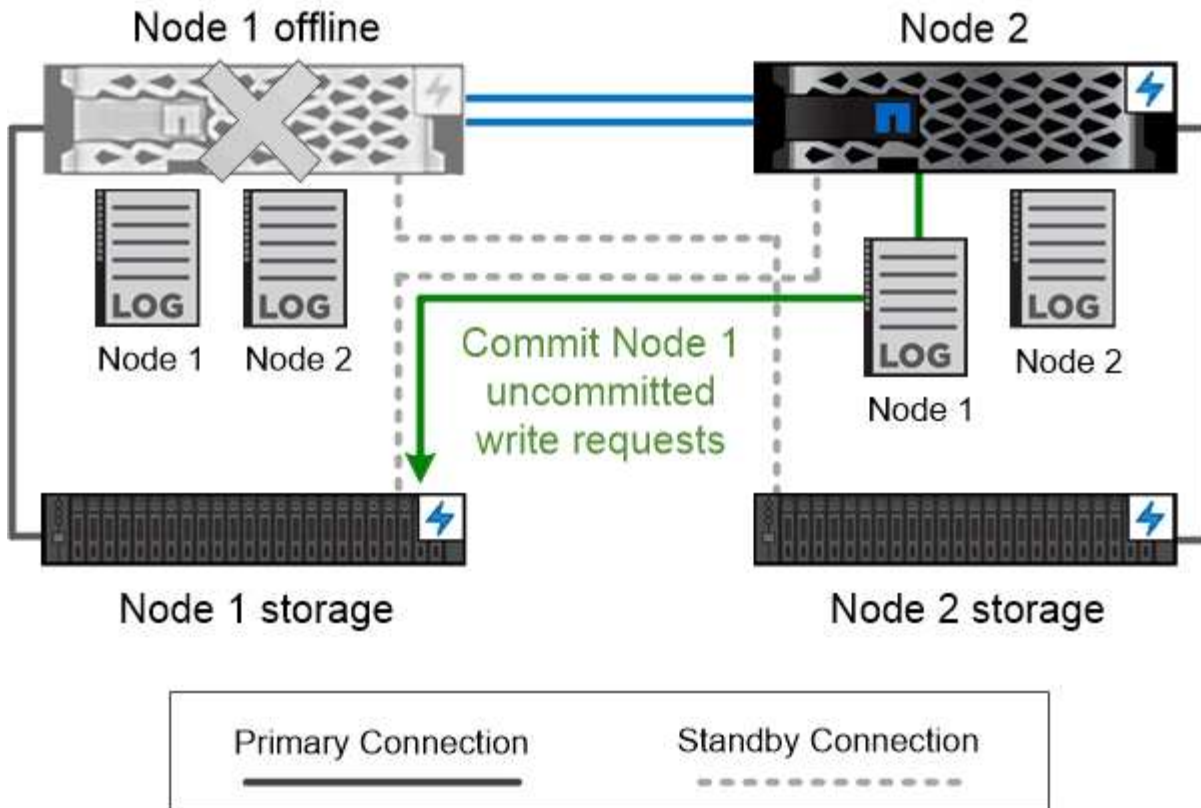 Node 1 offline
Node 2
LOG
LOG
LOG
LOG
Node 1
Node 2
Node 1
Node 2
Commit Node 1
uncommitted
write requests
Node 1 storage
Node 2 storage
Primary Connection
Standby Connection